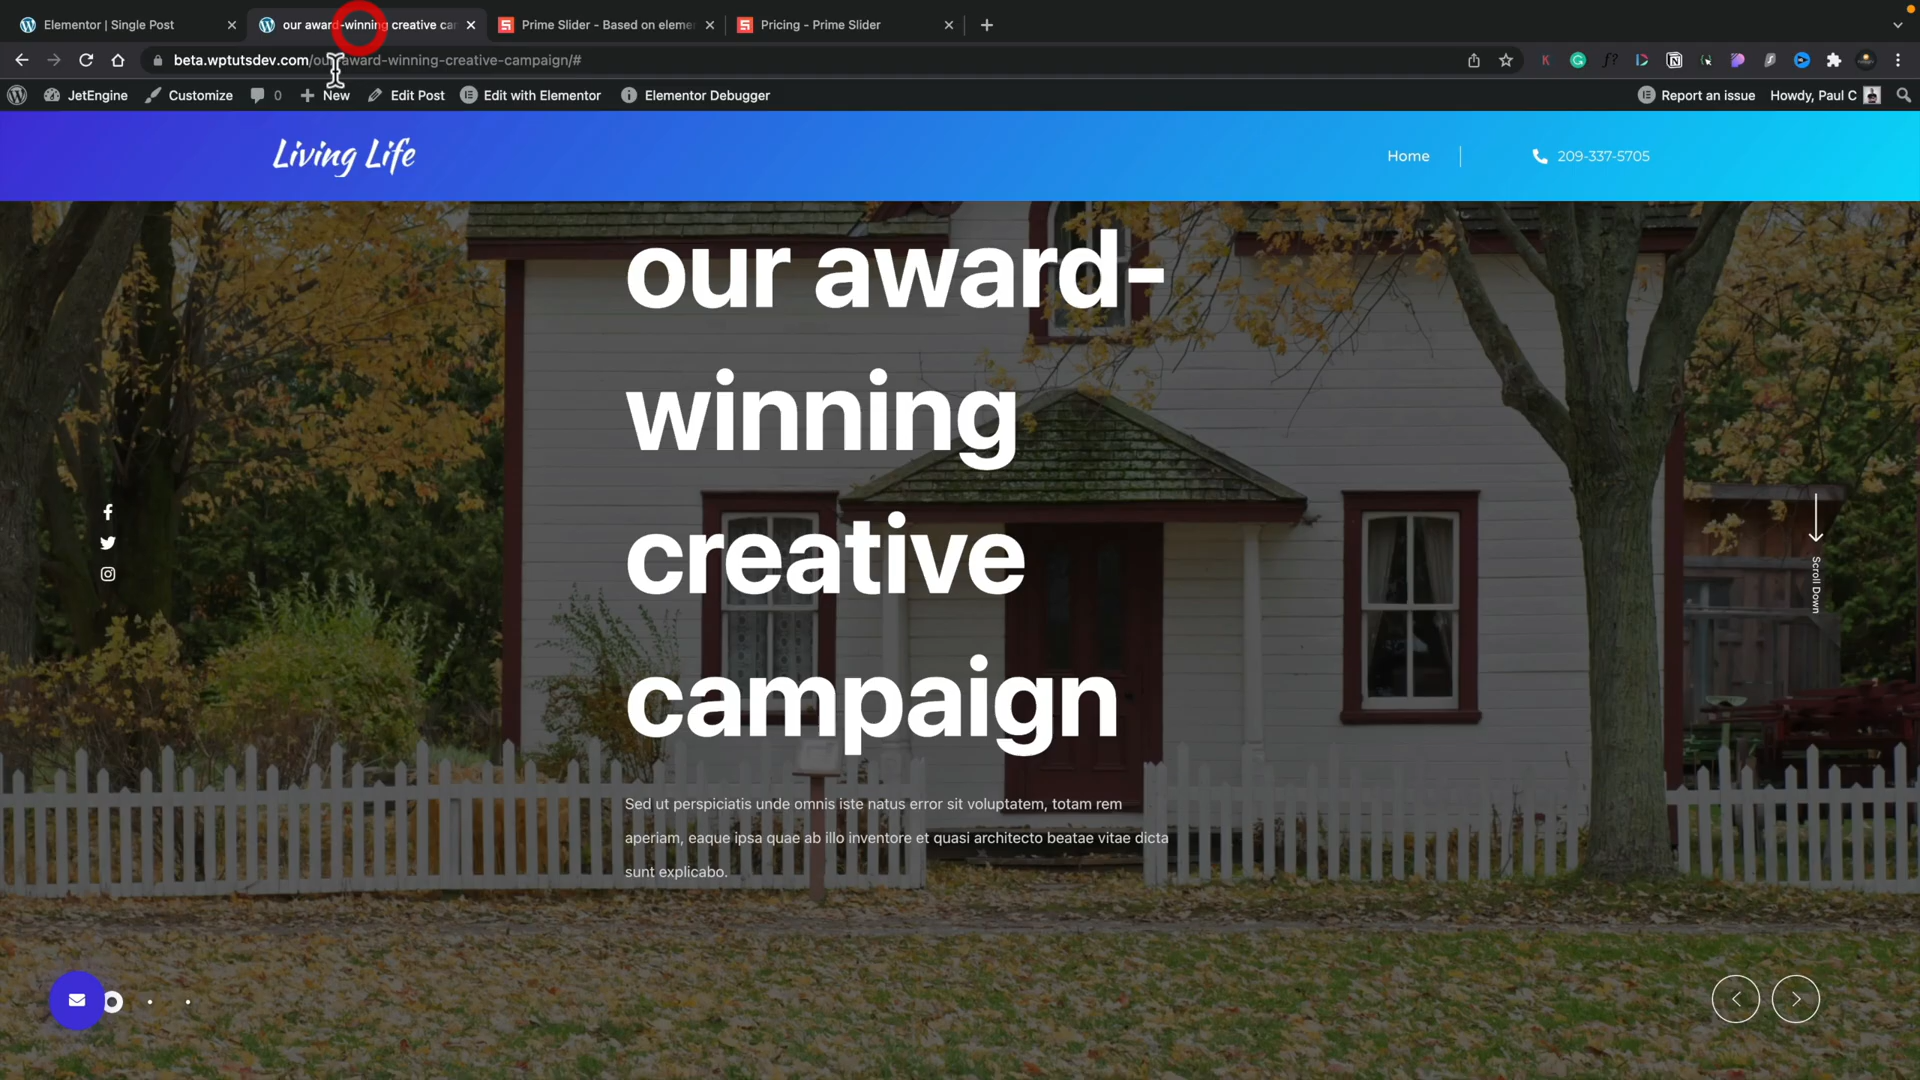 Elementor | Single Post
our award-winning creative car
Prime Slider - Based on eleme
Pricing - Prime Slider
beta.wptutsdev.com/our-award-winning-creative-campaign/#
JetEngine
Customize
0
New
Edit Post
Edit with Elementor
Elementor Debugger
Report an issue
Howdy, Paul C
Living Life
Home
209-337-5705
our award-
winning
creative
campaign
Sed ut perspiciatis unde omnis iste natus error sit voluptatem, totam rem
aperiam, eaque ipsa quae ab illo inventore et quasi architecto beatae vitae dicta
sunt explicabo.
Scroll Down